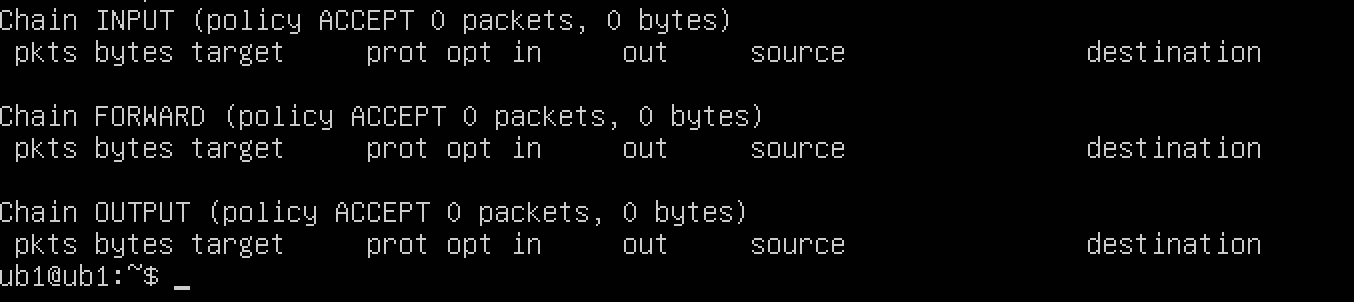 Chain INPUT (policy ACCEPT 0 packets, 0 bytes)
 pkts bytes target     prot opt in     out     source               destination

Chain FORWARD (policy ACCEPT 0 packets, 0 bytes)
 pkts bytes target     prot opt in     out     source               destination

Chain OUTPUT (policy ACCEPT 0 packets, 0 bytes)
 pkts bytes target     prot opt in     out     source               destination
ub1@ub1:~$ _